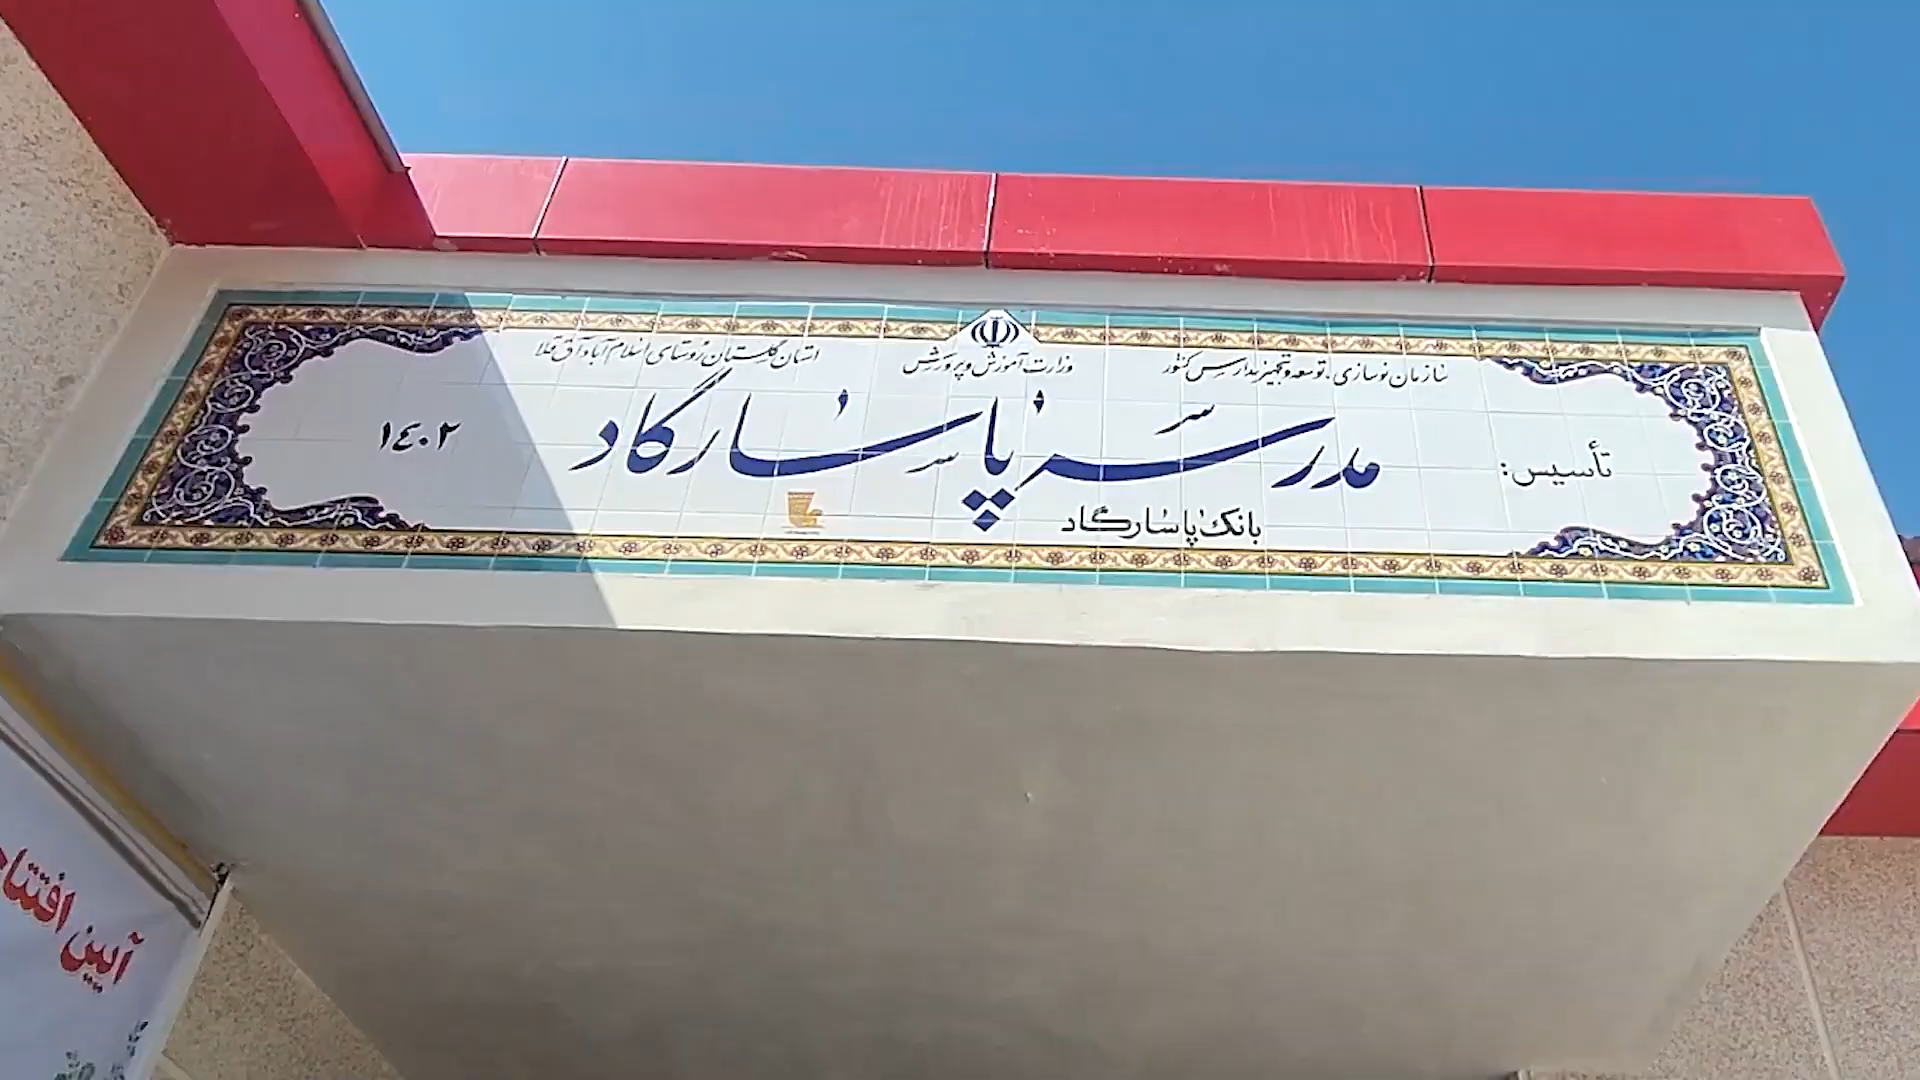 سازمان نوسازی، توسعه و تجهیز مدارس کشور
وزارت آموزش و پرورش
استان گلستان روستای اسلام آباد آق قلا
تأسیس:
مدرسه پاسارگاد
۱٤۰۲
بانک پاسارگاد
آیین افتتاح